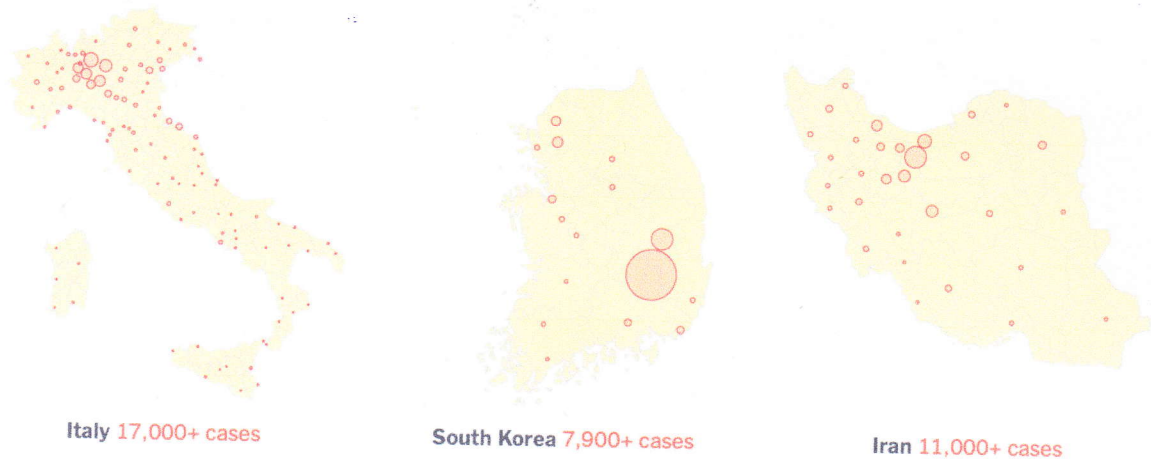 Italy 17,000+ cases
South Korea 7,900+ cases
Iran 11,000+ cases